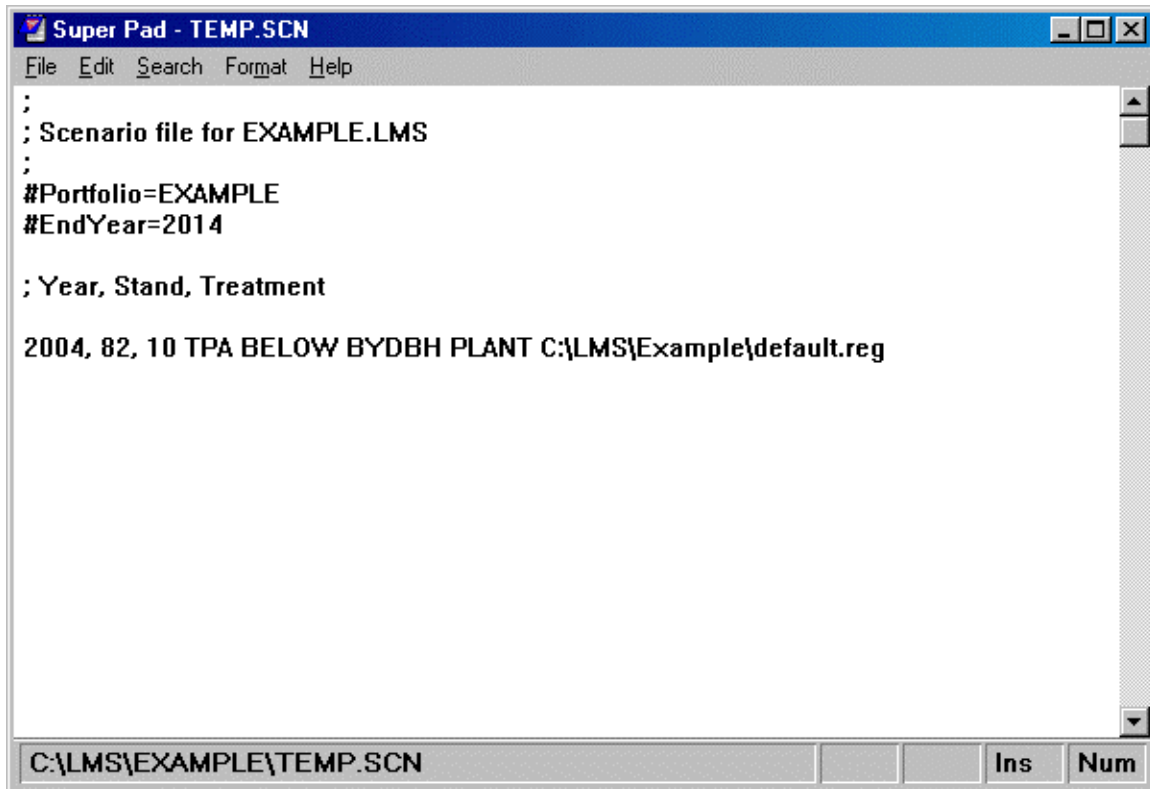 Super Pad - TEMP.SCN
File Edit Search Format Help
;
; Scenario file for EXAMPLE.LMS
;
#Portfolio=EXAMPLE
#EndYear=2014
; Year, Stand, Treatment
2004, 82, 10 TPA BELOW BYDBH PLANT C:\LMS\Example\default.reg
C:\LMS\EXAMPLE\TEMP.SCN Ins Num